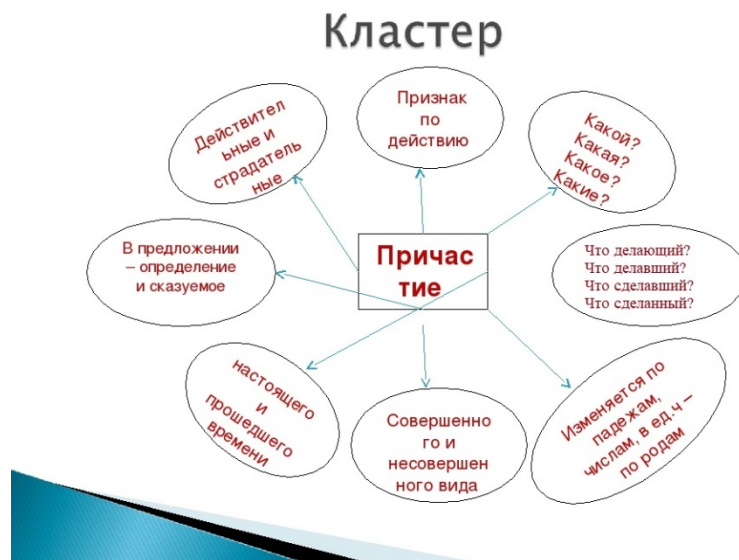 Кластер
Действител
ьные и
страдатель
ные
Признак
по
действию
Какой?
Какая?
Какое?
Какие?
В предложении
– определение
и сказуемое
Причас
тие
Что делающий?
Что делавший?
Что сделавший?
Что сделанный?
настоящего
и
прошедшего
времени
Совершенно
го и
несовершен
ного вида
Изменяется по
падежам,
числам, в ед.ч –
по родам